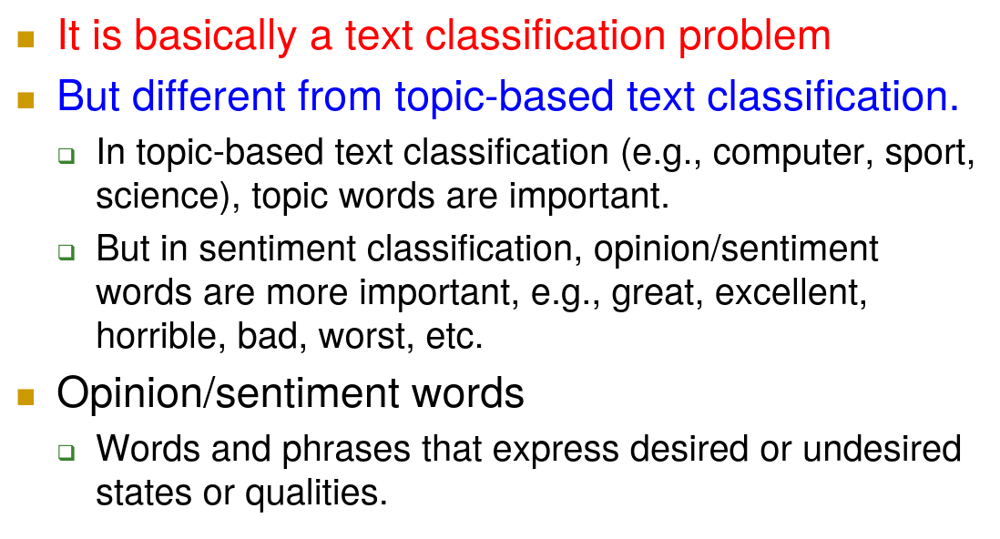 It is basically a text classification problem
But different from topic-based text classification.
In topic-based text classification (e.g., computer, sport,
science), topic words are important.
But in sentiment classification, opinion/sentiment
words are more important, e.g., great, excellent,
horrible, bad, worst, etc.
Opinion/sentiment words
Words and phrases that express desired or undesired
states or qualities.